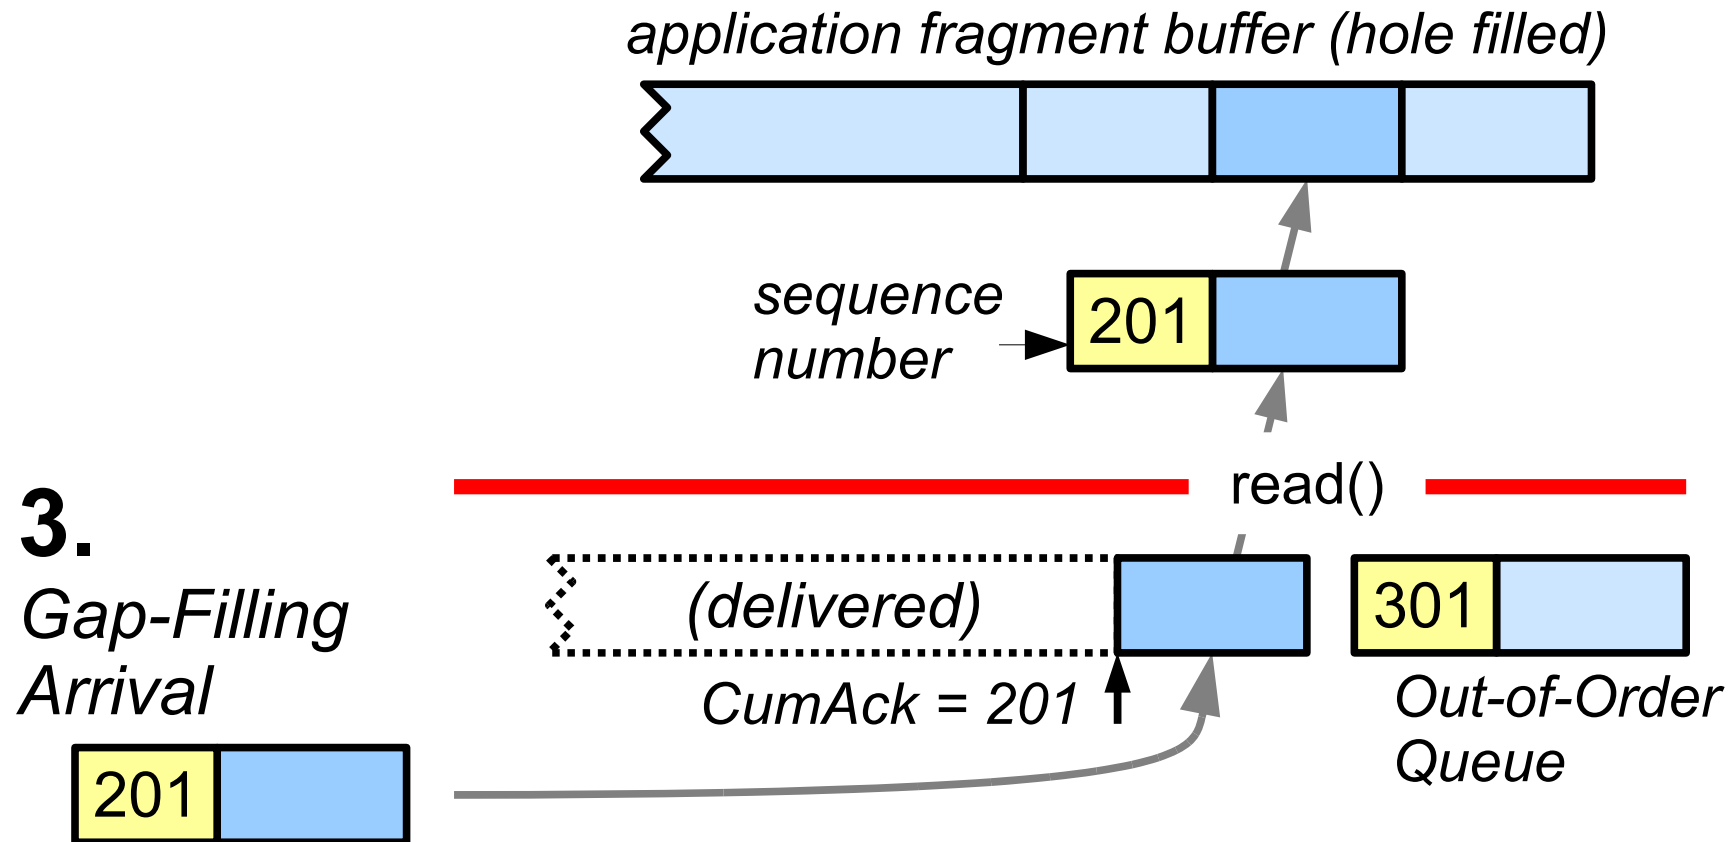 application fragment buffer (hole filled)
sequence
number
201
read()
3.
Gap-Filling
Arrival
(delivered)
301
CumAck = 201
Out-of-Order
Queue
201